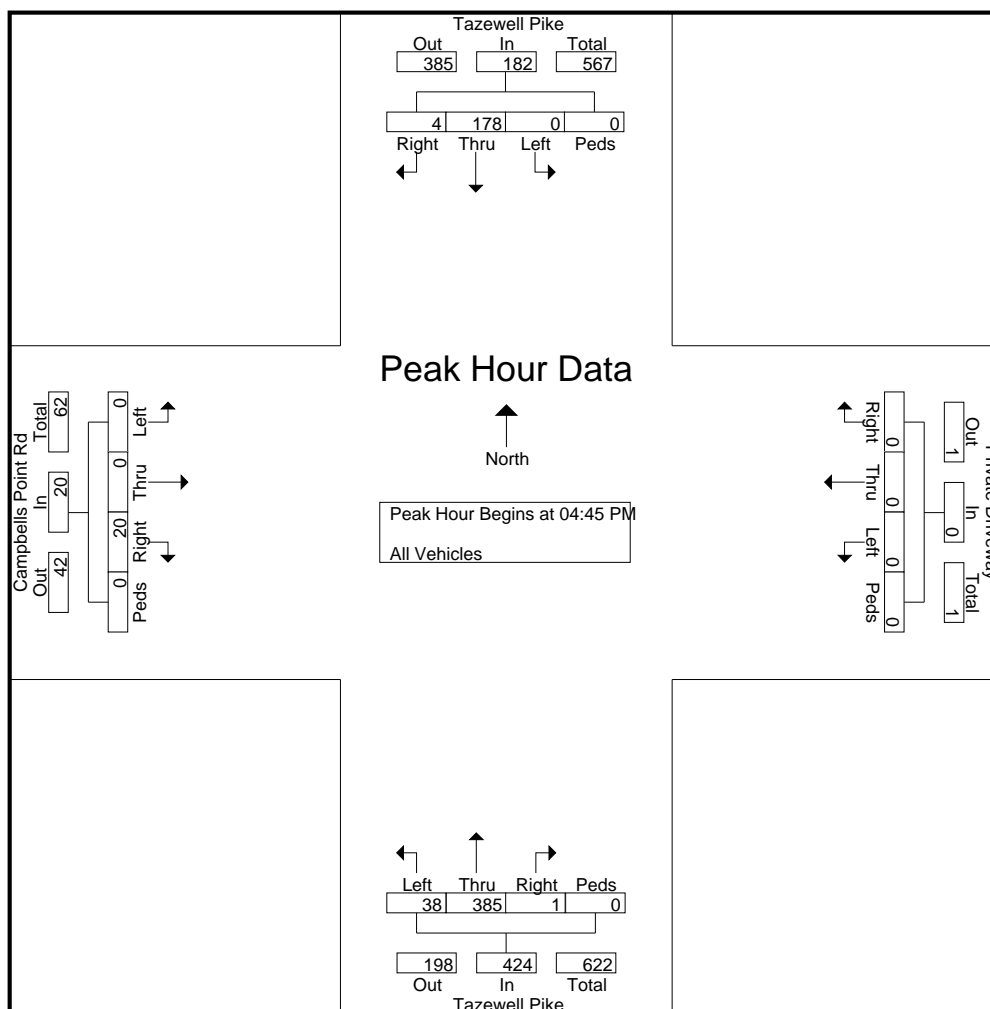 Tazewell Pike
Out In Total
385 182 567
4 178 0 0
Right Thru Left Peds
Peak Hour Data
North
Peak Hour Begins at 04:45 PM
All Vehicles
Campbells Point Rd
Out In Total
42 20 62
0 0 20 0
Left Thru Right Peds
Private Driveway
Out In Total
1 0 1
0 0 0 0
Right Thru Left Peds
Left Thru Right Peds
38 385 1 0
198 424 622
Out In Total
Tazewell Pike